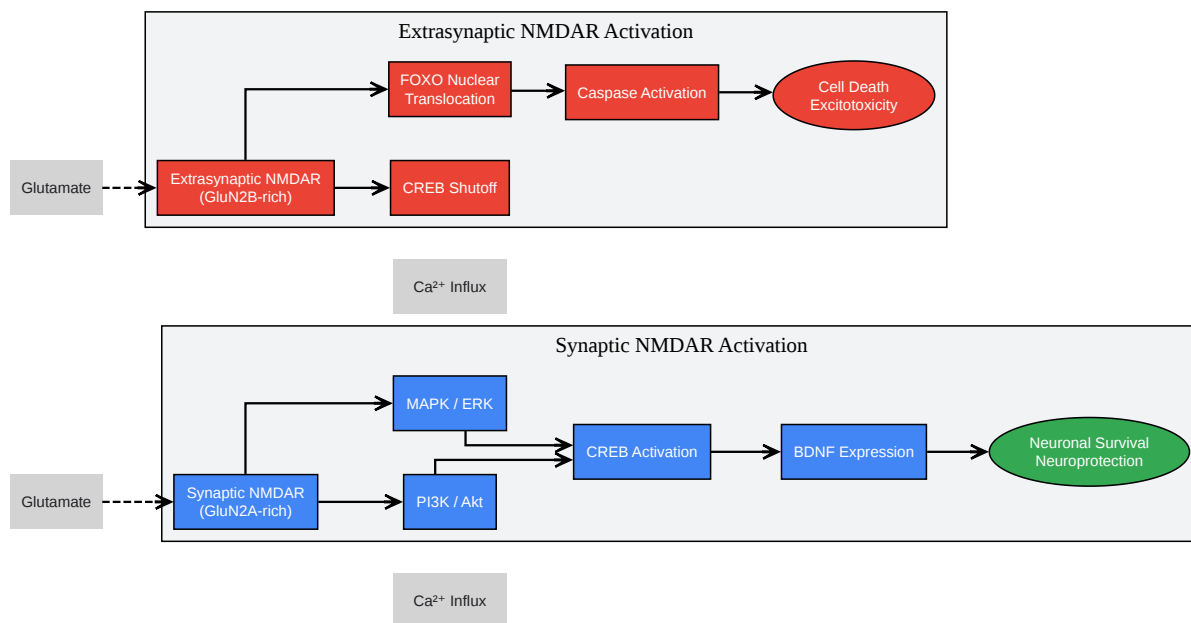 Extrasynaptic NMDAR Activation
FOXO Nuclear
Translocation
Caspase Activation
Cell Death
Excitotoxicity
Glutamate
Extrasynaptic NMDAR
(GluN2B-rich)
CREB Shutoff
Ca²⁺ Influx
Synaptic NMDAR Activation
MAPK / ERK
CREB Activation
BDNF Expression
Neuronal Survival
Neuroprotection
Glutamate
Synaptic NMDAR
(GluN2A-rich)
PI3K / Akt
Ca²⁺ Influx